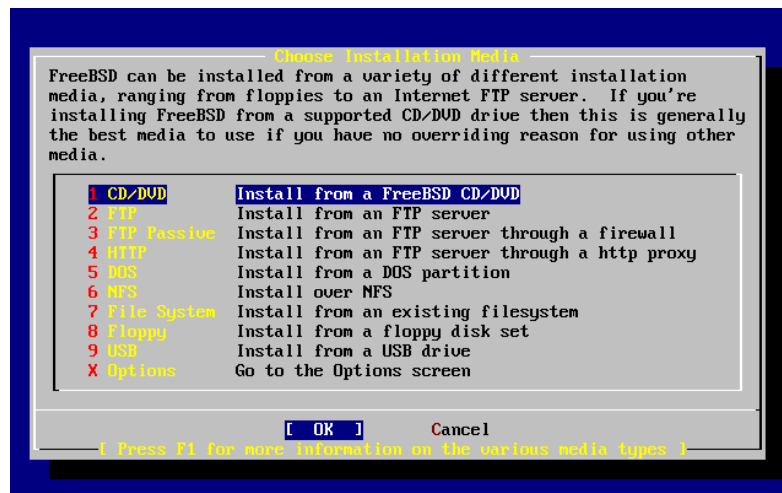 Choose Installation Media
FreeBSD can be installed from a variety of different installation
media, ranging from floppies to an Internet FTP server.  If you're
installing FreeBSD from a supported CD/DVD drive then this is generally
the best media to use if you have no overriding reason for using other
media.
1 CD/DVD Install from a FreeBSD CD/DVD
2 FTP Install from an FTP server
3 FTP Passive Install from an FTP server through a firewall
4 HTTP Install from an FTP server through a http proxy
5 DOS Install from a DOS partition
6 NFS Install over NFS
7 File System Install from an existing filesystem
8 Floppy Install from a floppy disk set
9 USB Install from a USB drive
X Options Go to the Options screen
[ OK ] Cancel
[ Press F1 for more information on the various media types ]